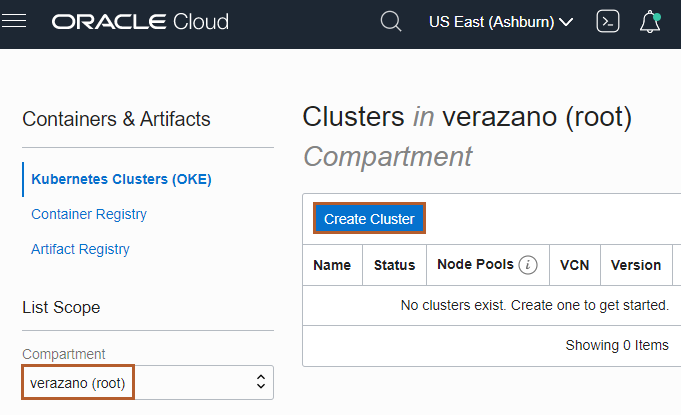 ORACLE Cloud
US East (Ashburn)
Containers & Artifacts
Kubernetes Clusters (OKE)
Container Registry
Artifact Registry
List Scope
Compartment
verazano (root)
Clusters in verazano (root)
Compartment
Create Cluster
Name Status Node Pools i VCN Version
No clusters exist. Create one to get started.
Showing 0 Items